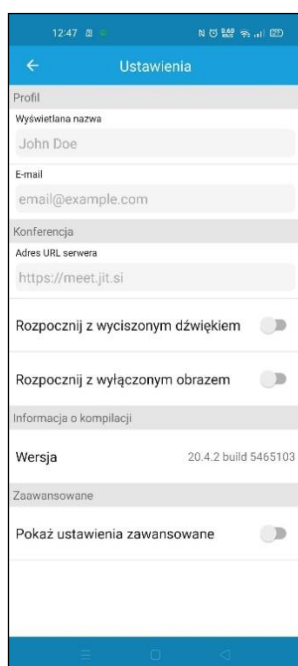 12:47
Ustawienia
Profil
Wyświetlana nazwa
John Doe
E-mail
email@example.com
Konferencja
Adres URL serwera
https://meet.jit.si
Rozpocznij z wyciszonym dźwiękiem
Rozpocznij z wyłączonym obrazem
Informacja o kompilacji
Wersja 20.4.2 build 5465103
Zaawansowane
Pokaż ustawienia zawansowane